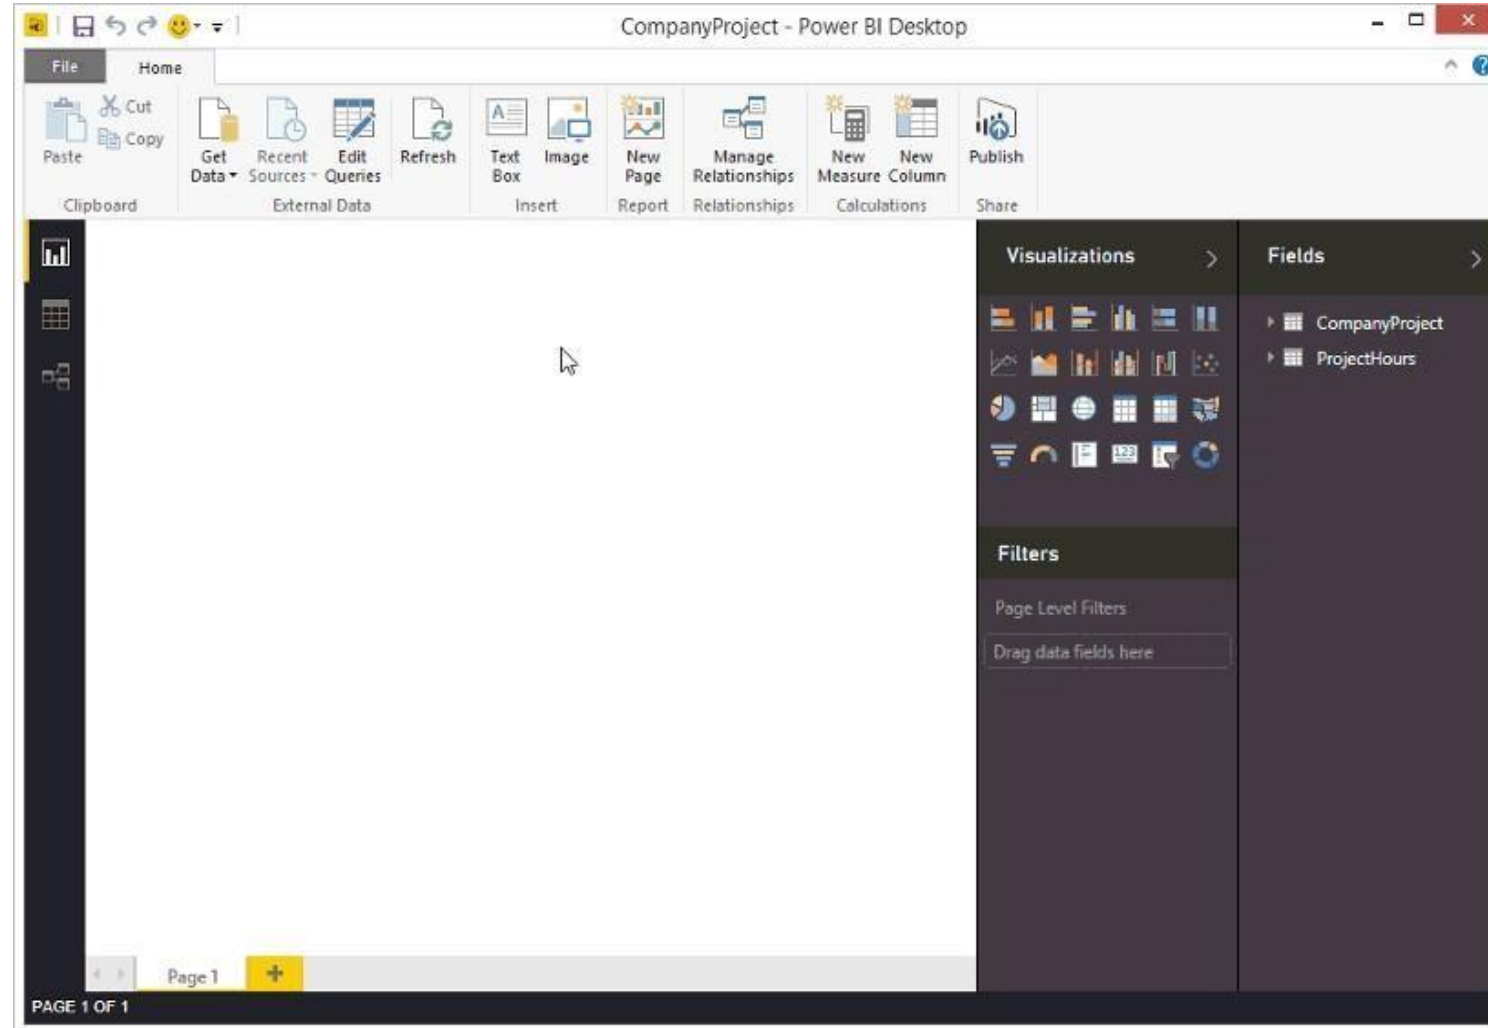 CompanyProject - Power BI Desktop
File Home
Paste
Cut
Copy
Clipboard
Get Data
Recent Sources
Edit Queries
Refresh
External Data
Text Box
Image
Insert
New Page
Report
Manage Relationships
Relationships
New Measure
New Column
Calculations
Publish
Share
Visualizations
123
Filters
Page Level Filters
Drag data fields here
Fields
CompanyProject
ProjectHours
Page 1
PAGE 1 OF 1